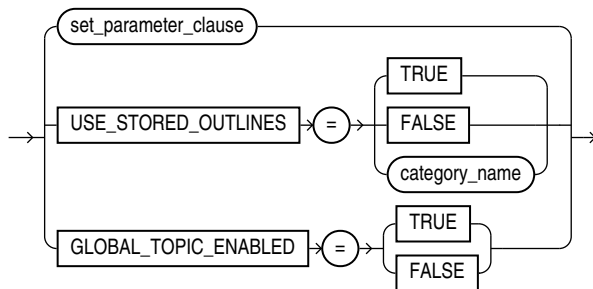 set_parameter_clause
TRUE
USE_STORED_OUTLINES = FALSE
category_name
TRUE
GLOBAL_TOPIC_ENABLED =
FALSE